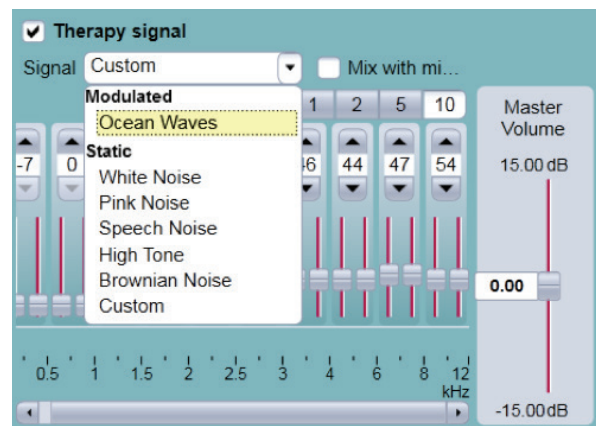 Therapy signal
Signal Custom Mix with mi...
Modulated
Ocean Waves
Static
White Noise
Pink Noise
Speech Noise
High Tone
Brownian Noise
Custom
1 2 5 10
-7 0 46 44 47 54
Master
Volume
15.00 dB
0.00
-15.00dB
0.5 1 1.5 2 2.5 3 4 6 8 12
kHz